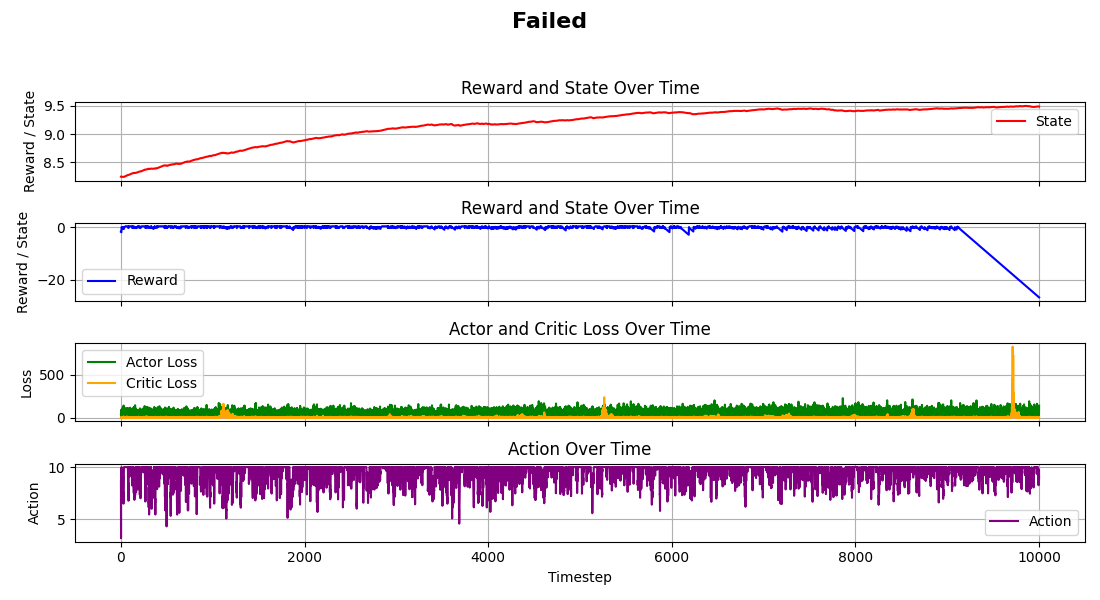 Failed
Reward and State Over Time
Reward / State
9.5
9.0
8.5
State
Reward and State Over Time
Reward / State
0
−20
Reward
Actor and Critic Loss Over Time
Loss
500
0
Actor Loss
Critic Loss
Action Over Time
Action
10
5
Action
0 2000 4000 6000 8000 10000
Timestep